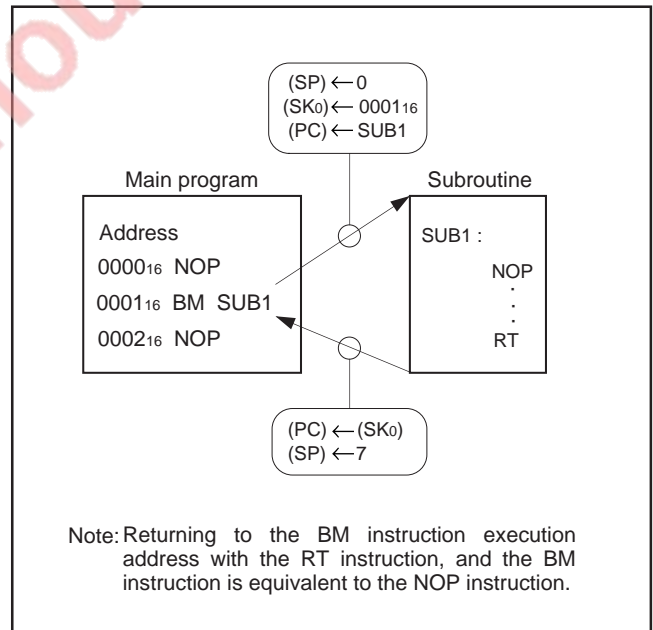 (SP) ← 0
(SK0) ← 000116
(PC) ← SUB1
Main program
Subroutine
Address
000016 NOP
000116 BM SUB1
000216 NOP
SUB1 :
NOP
·
·
·
RT
(PC) ← (SK0)
(SP) ← 7
Note: Returning to the BM instruction execution
address with the RT instruction, and the BM
instruction is equivalent to the NOP instruction.